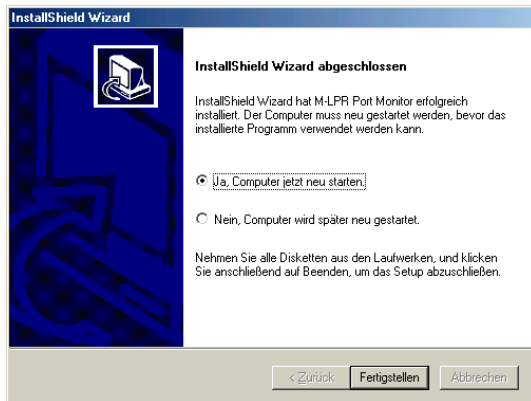 InstallShield Wizard
InstallShield Wizard abgeschlossen
InstallShield Wizard hat M-LPR Port Monitor erfolgreich
installiert. Der Computer muss neu gestartet werden, bevor das
installierte Programm verwendet werden kann.
Ja, Computer jetzt neu starten.
Nein, Computer wird später neu gestartet.
Nehmen Sie alle Disketten aus den Laufwerken, und klicken
Sie anschließend auf Beenden, um das Setup abzuschließen.
< Zurück Fertigstellen Abbrechen